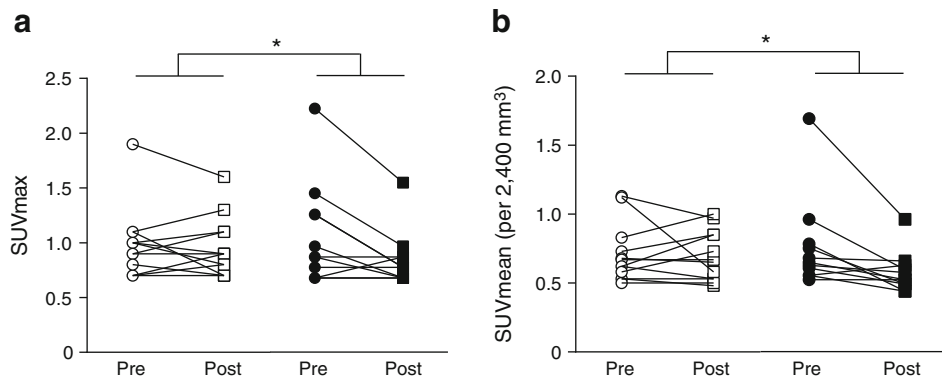 a
*
SUVmax
2.5
2.0
1.5
1.0
0.5
0
Pre Post Pre Post
b
*
SUVmean (per 2,400 mm³)
2.0
1.5
1.0
0.5
0
Pre Post Pre Post